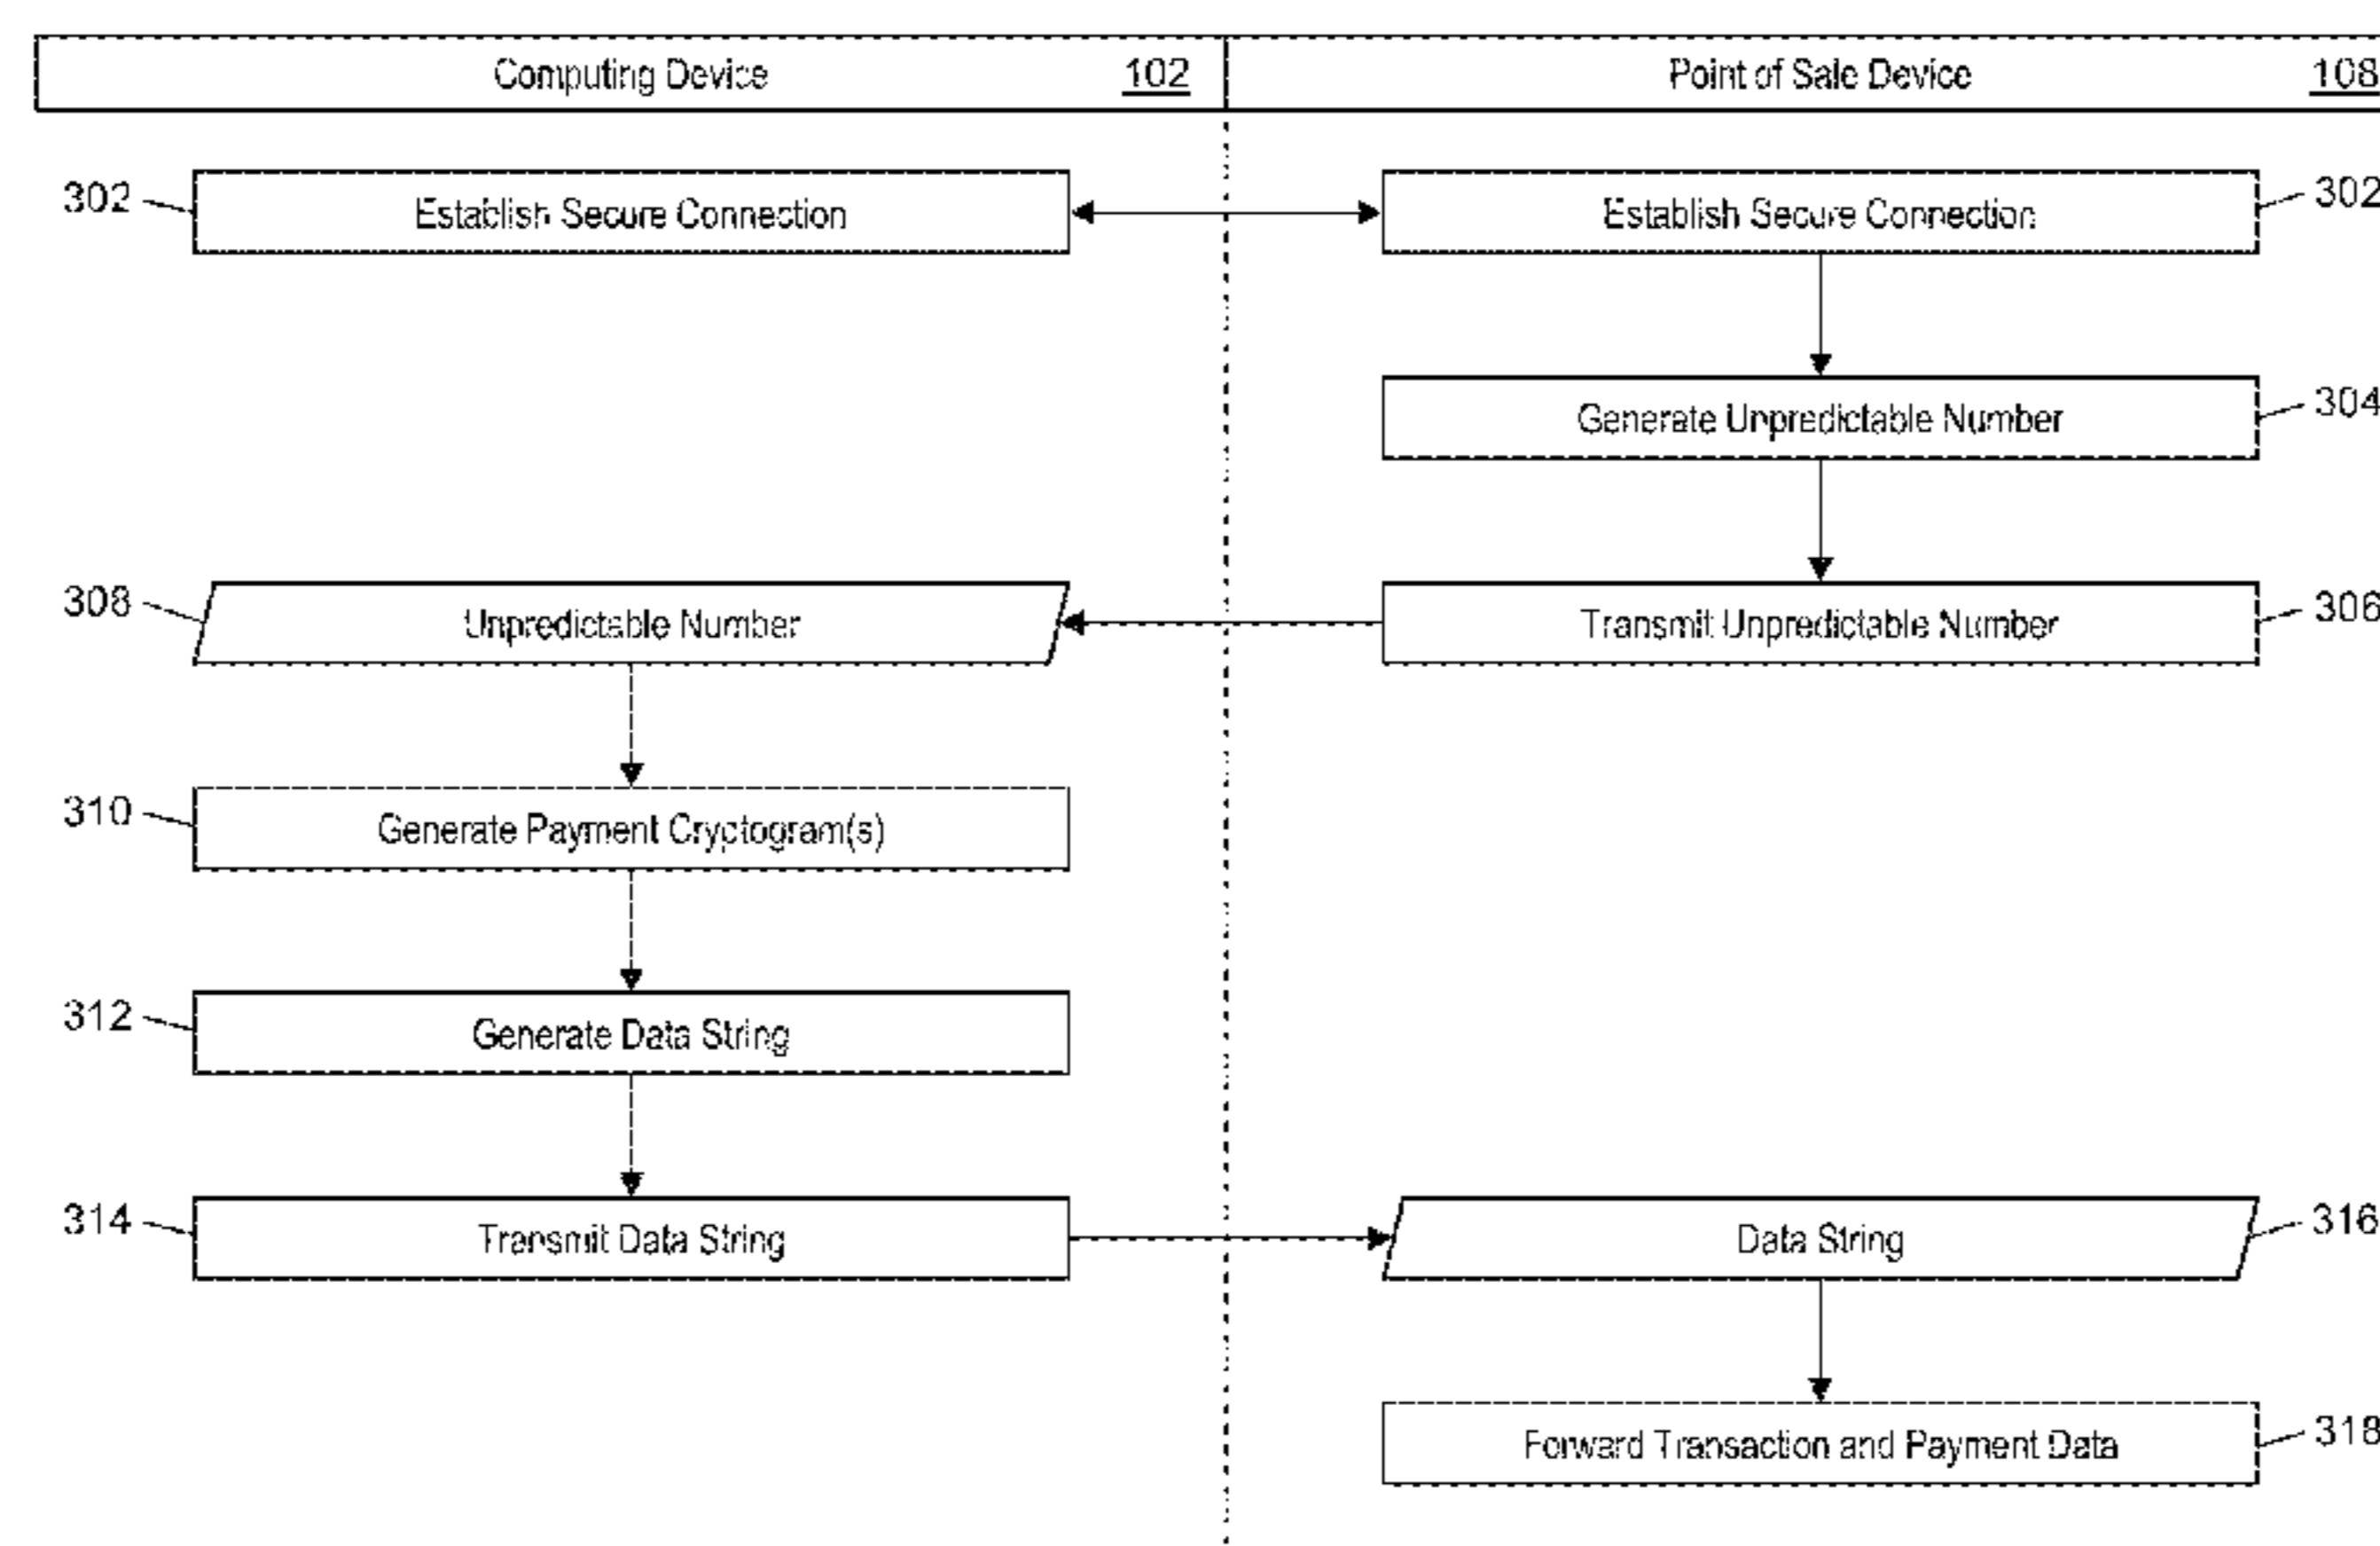 Computing Device 102 Point of Sale Device 108
302 Establish Secure Connection Establish Secure Connection 302
Generate Unpredictable Number 304
308 Unpredictable Number Transmit Unpredictable Number 306
310 Generate Payment Cryptogram(s)
312 Generate Data String
314 Transmit Data String Data String 316
Forward Transaction and Payment Data 318